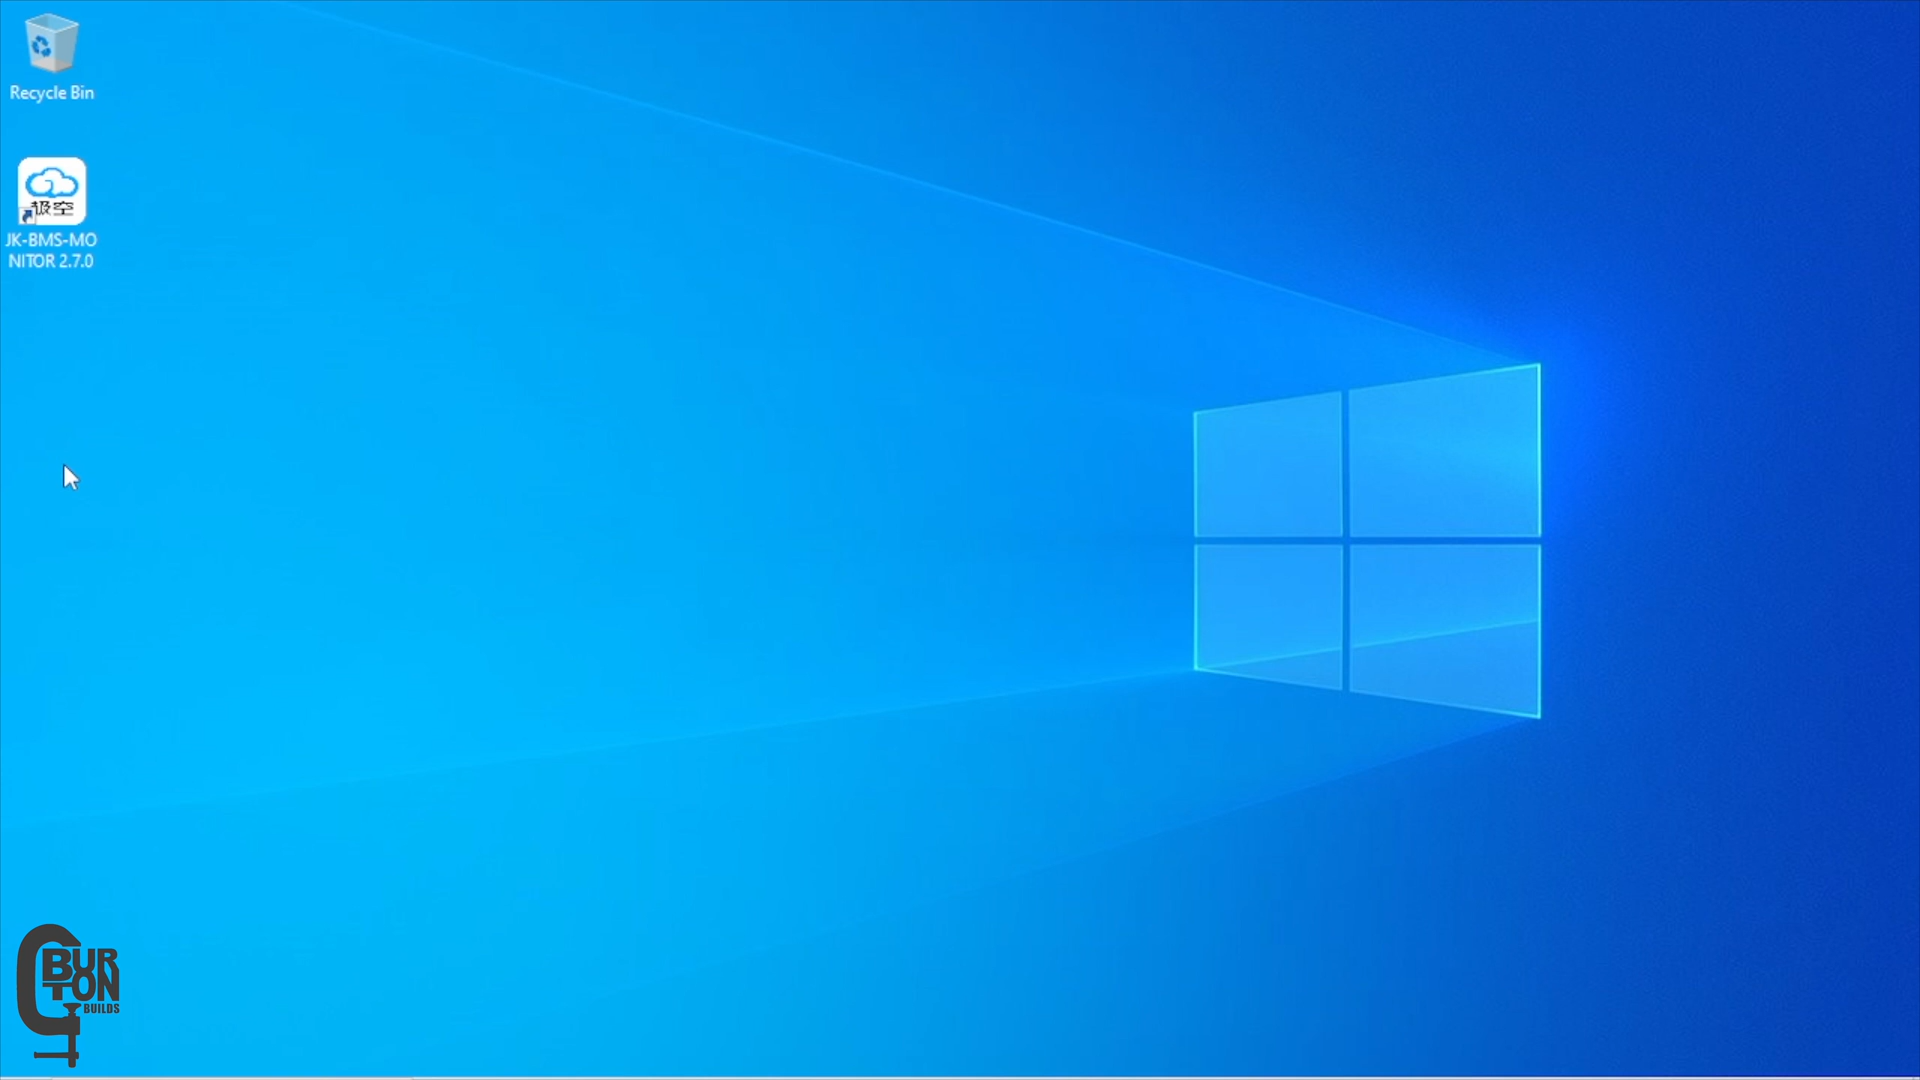 Recycle Bin
极空
JK-BMS-MO
NITOR 2.7.0
BUR
TON
BUILDS